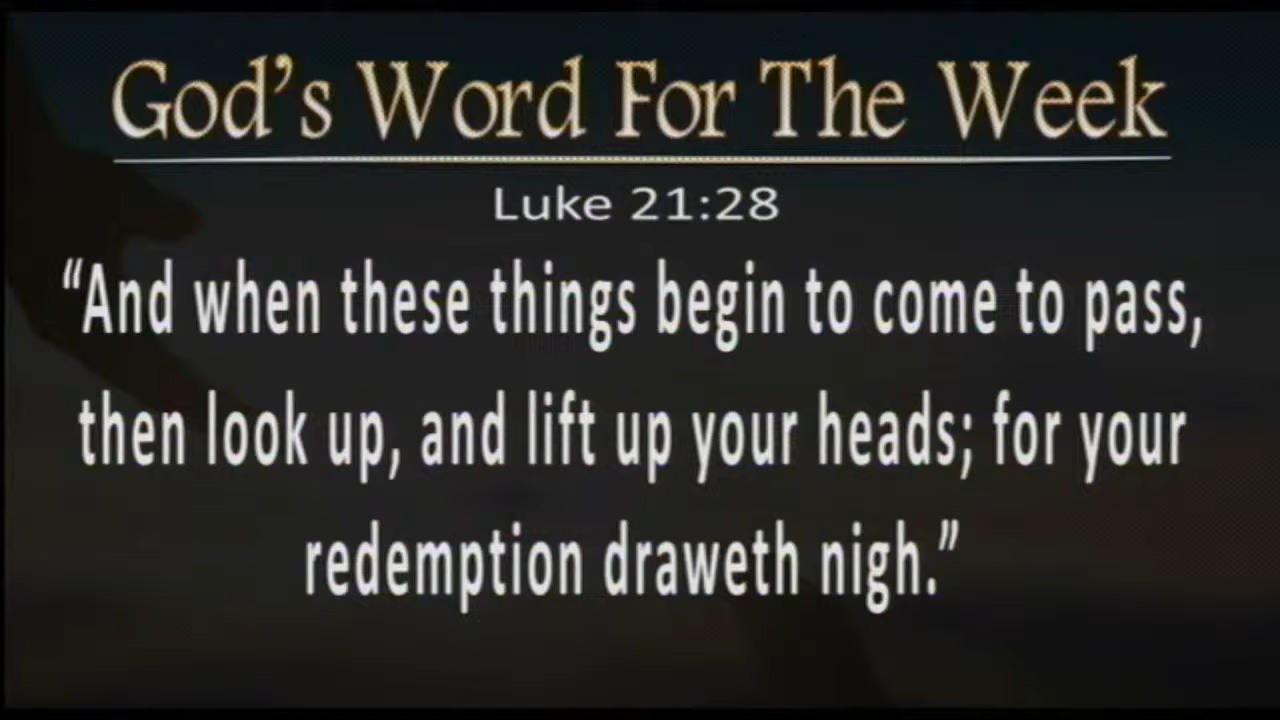 God’s Word For The Week
Luke 21:28
“And when these things begin to come to pass,
then look up, and lift up your heads; for your
redemption draweth nigh.”